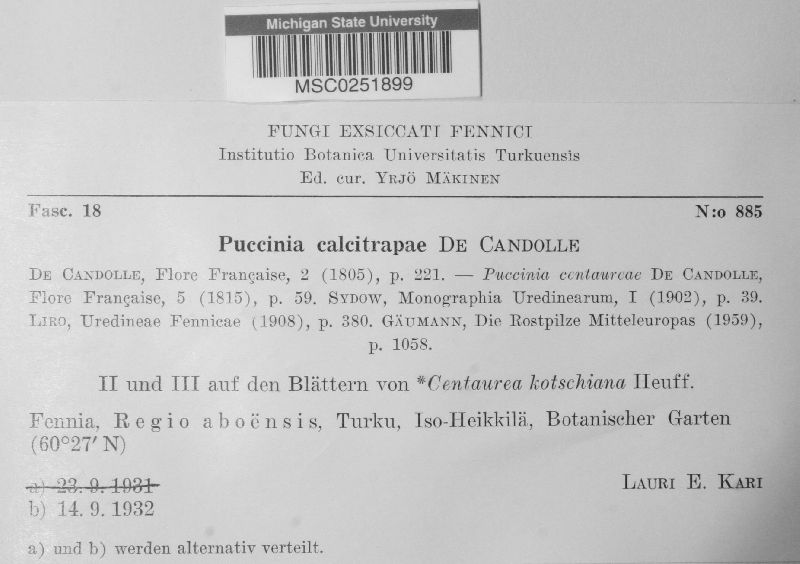 Michigan State University
MSC0251899
FUNGI EXSICCATI FENNICI
Institutio Botanica Universitatis Turkuensis
Ed. cur. YRJÖ MÄKINEN
Fasc. 18 N:o 885
Puccinia calcitrapae DE CANDOLLE
DE CANDOLLE, Flore Française, 2 (1805), p. 221. — Puccinia centaureae DE CANDOLLE,
Flore Française, 5 (1815), p. 59. SYDOW, Monographia Uredinearum, I (1902), p. 39.
LIRO, Uredineae Fennicae (1908), p. 380. GÄUMANN, Die Rostpilze Mitteleuropas (1959),
p. 1058.
II und III auf den Blättern von *Centaurea kotschiana Heuff.
Fennia, Regio aboënsis, Turku, Iso-Heikkilä, Botanischer Garten
(60°27′ N)
a) 23. 9. 1931 LAURI E. KARI
b) 14. 9. 1932
a) und b) werden alternativ verteilt.